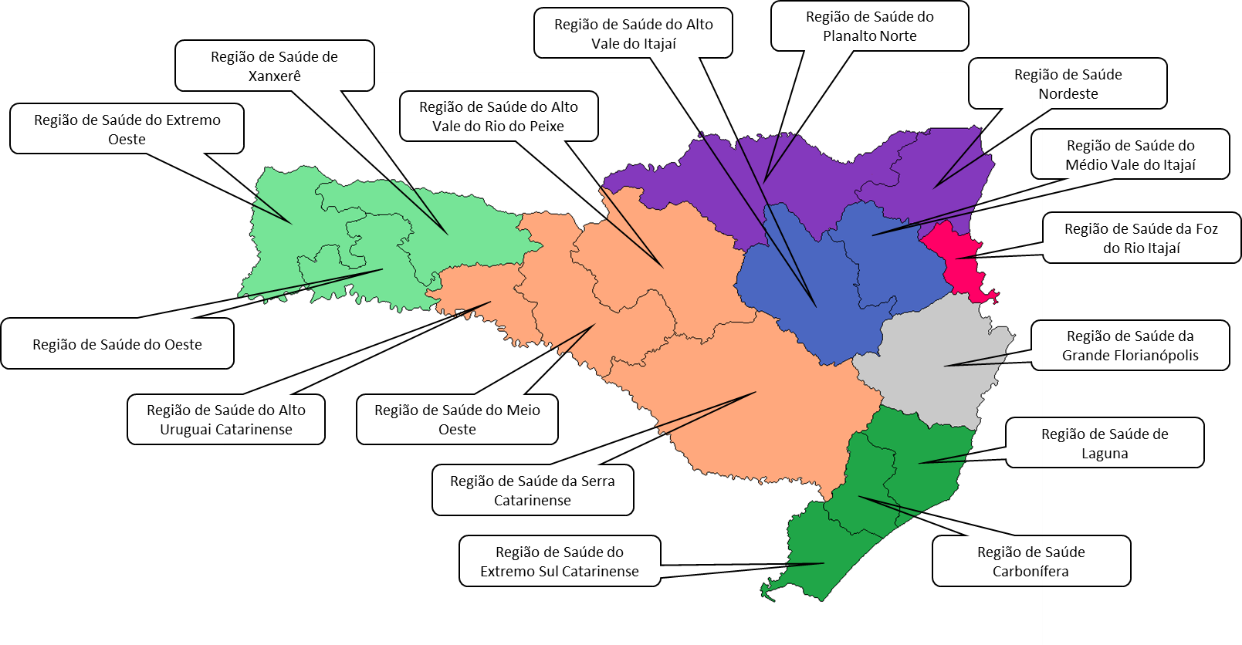 Região de Saúde do Alto
Vale do Itajaí
Região de Saúde do
Planalto Norte
Região de Saúde de
Xanxerê
Região de Saúde
Nordeste
Região de Saúde do Alto
Vale do Rio do Peixe
Região de Saúde do Extremo
Oeste
Região de Saúde do
Médio Vale do Itajaí
Região de Saúde da Foz
do Rio Itajaí
Região de Saúde do Oeste
Região de Saúde da
Grande Florianópolis
Região de Saúde do Alto
Uruguai Catarinense
Região de Saúde do Meio
Oeste
Região de Saúde de
Laguna
Região de Saúde da Serra
Catarinense
Região de Saúde do
Extremo Sul Catarinense
Região de Saúde
Carbonífera